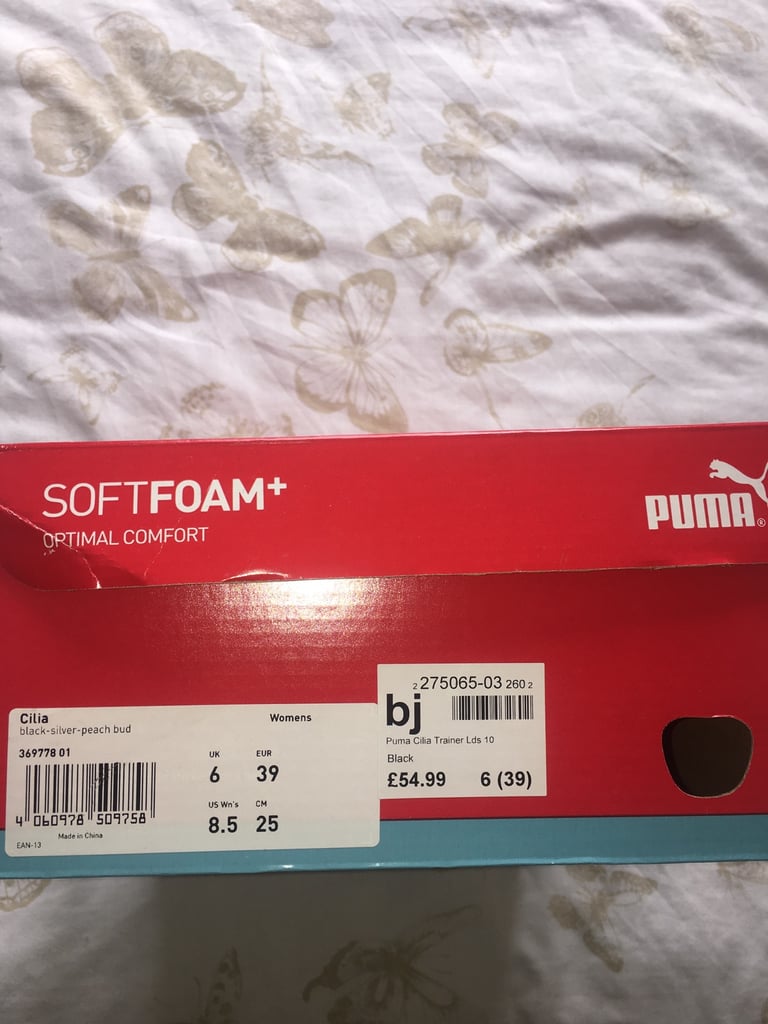 SOFTFOAM+
OPTIMAL COMFORT
PUMA®
Cilia Womens
black-silver-peach bud
369778 01
UK EUR
6 39
US Wn's CM
8.5 25
4 060978 509758
Made in China
EAN-13
2 275065-03 260 2
bj
Puma Cilia Trainer Lds 10
Black
£54.99 6 (39)